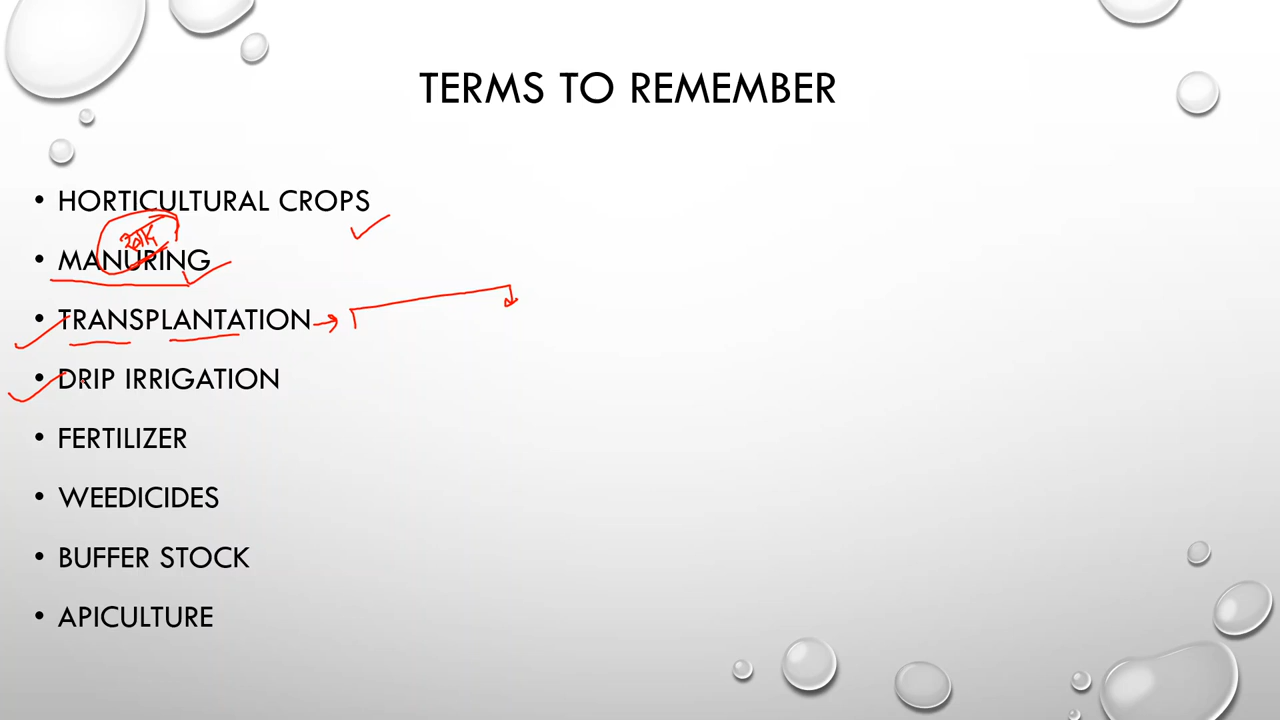 TERMS TO REMEMBER
• HORTICULTURAL CROPS
• MANURING
• TRANSPLANTATION
• DRIP IRRIGATION
• FERTILIZER
• WEEDICIDES
• BUFFER STOCK
• APICULTURE